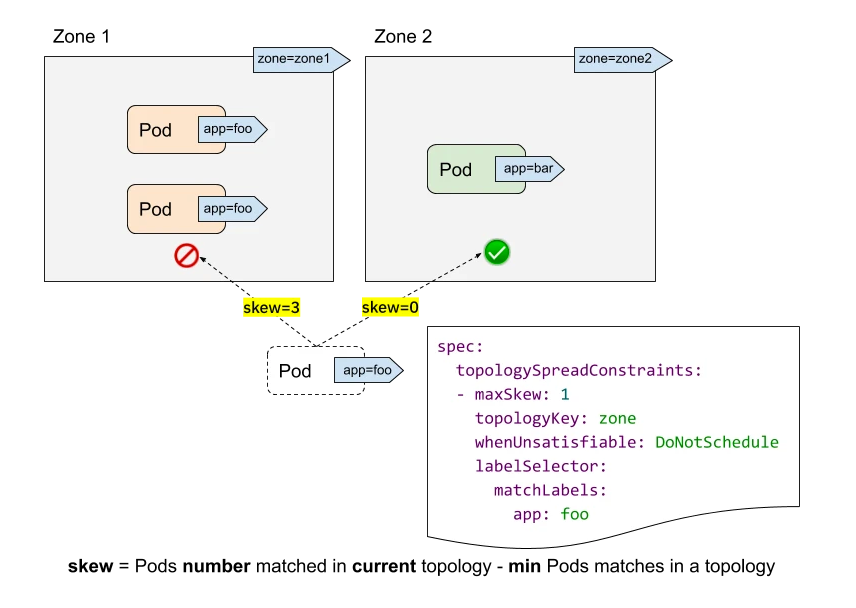 Zone 1
zone=zone1
Pod
app=foo
Pod
app=foo
Zone 2
zone=zone2
Pod
app=bar
skew=3
skew=0
Pod
app=foo
spec:
  topologySpreadConstraints:
  - maxSkew: 1
    topologyKey: zone
    whenUnsatisfiable: DoNotSchedule
    labelSelector:
      matchLabels:
        app: foo
skew = Pods number matched in current topology - min Pods matches in a topology